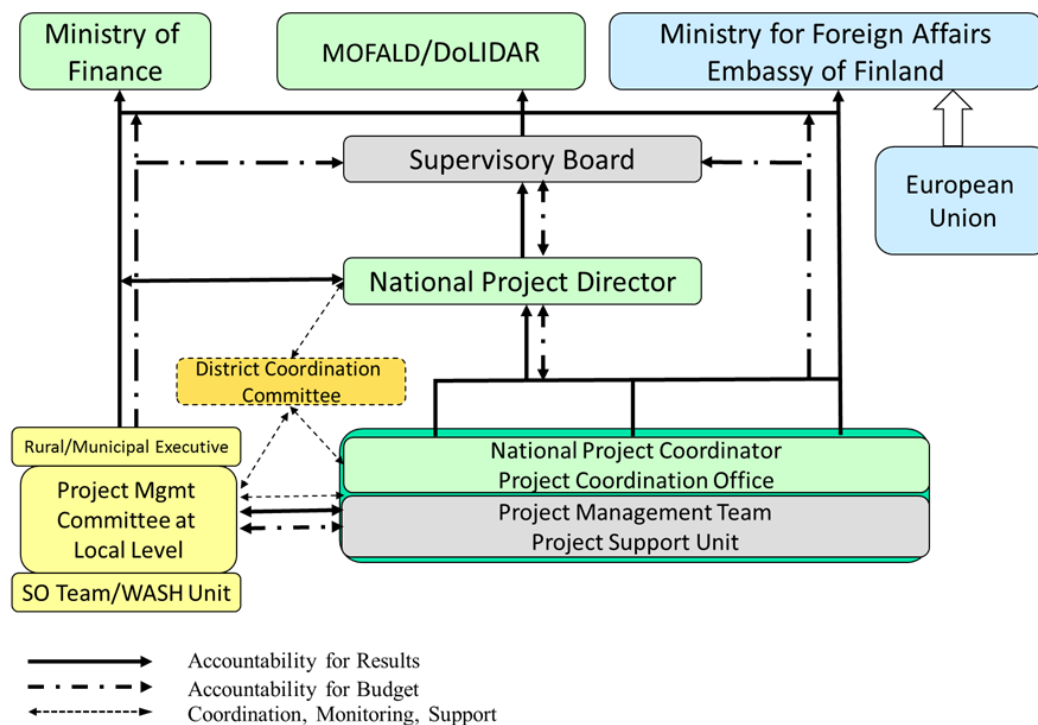 Ministry of
Finance
MOFALD/DoLIDAR
Ministry for Foreign Affairs
Embassy of Finland
Supervisory Board
European
Union
National Project Director
District Coordination
Committee
Rural/Municipal Executive
Project Mgmt
Committee at
Local Level
SO Team/WASH Unit
National Project Coordinator
Project Coordination Office
Project Management Team
Project Support Unit
Accountability for Results
Accountability for Budget
Coordination, Monitoring, Support